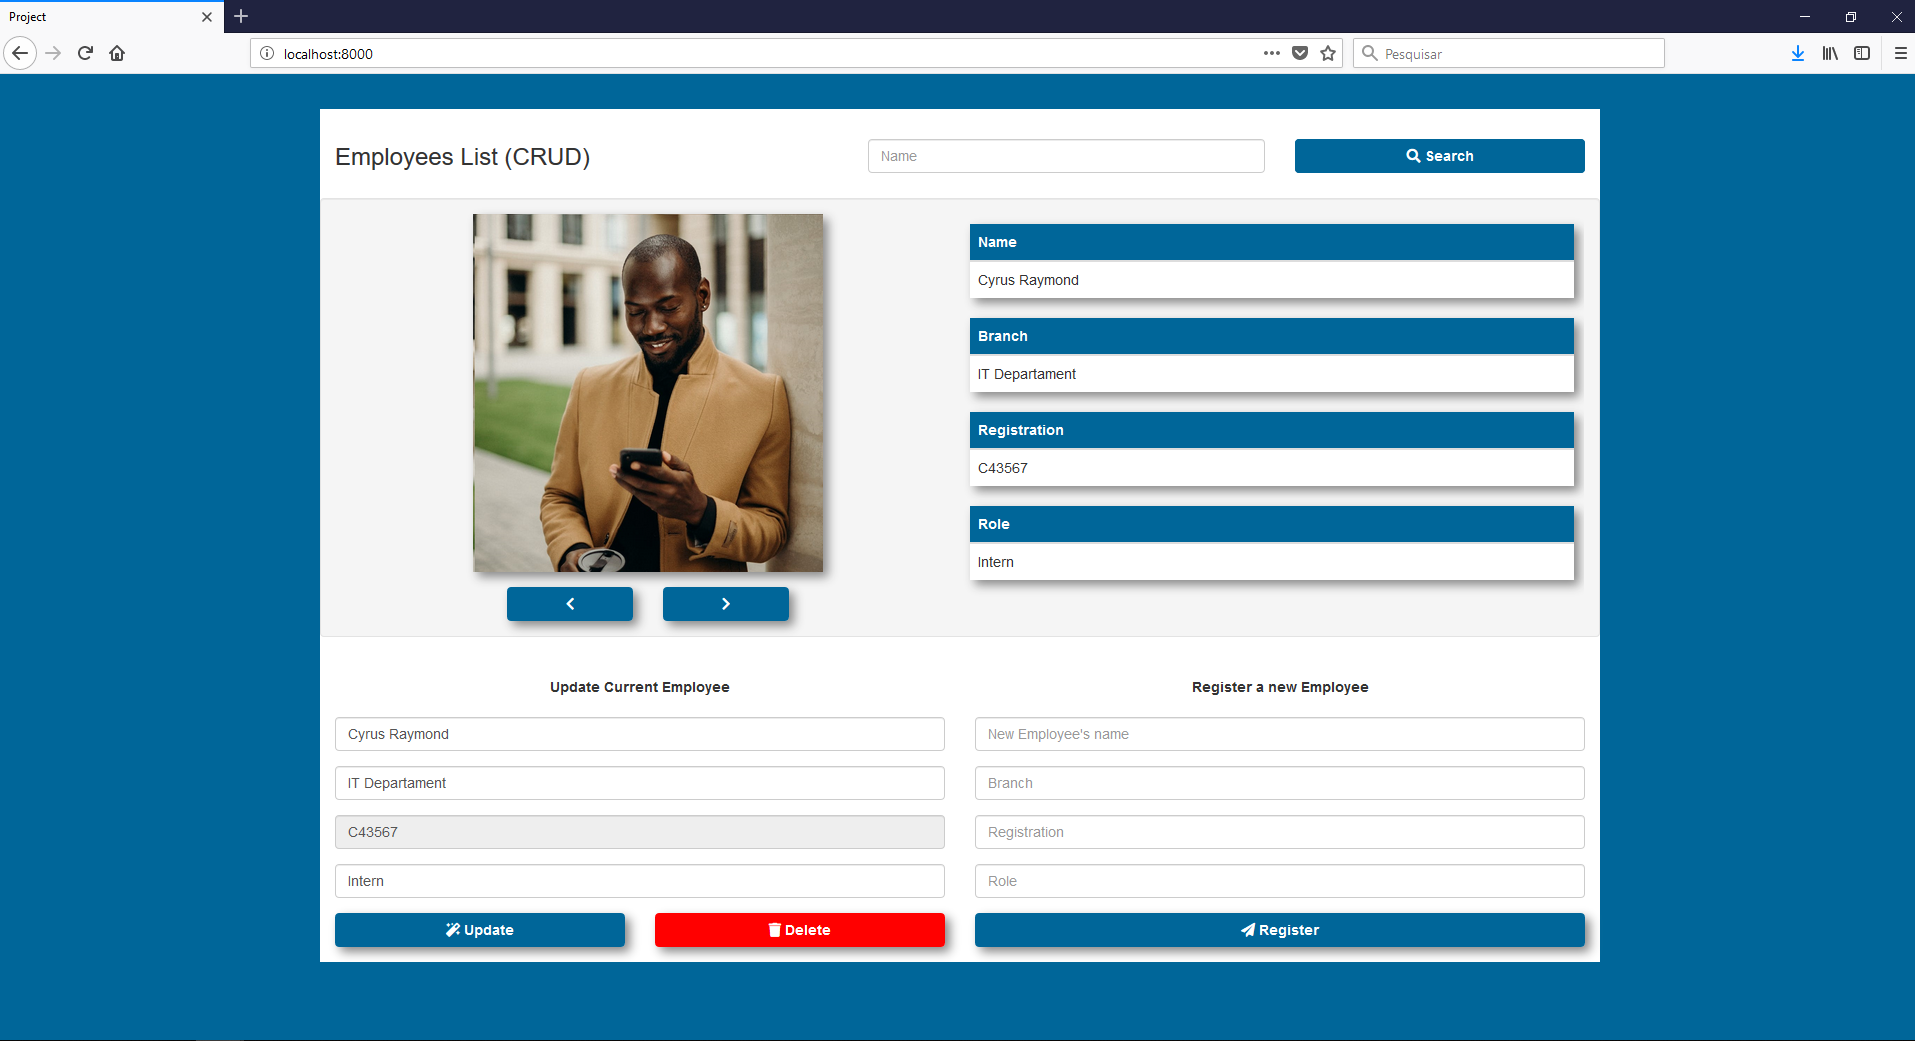 Project
localhost:8000
Pesquisar
Employees List (CRUD)
Name
Search
Name
Cyrus Raymond
Branch
IT Departament
Registration
C43567
Role
Intern
Update Current Employee
Cyrus Raymond
IT Departament
C43567
Intern
Update
Delete
Register a new Employee
New Employee's name
Branch
Registration
Role
Register